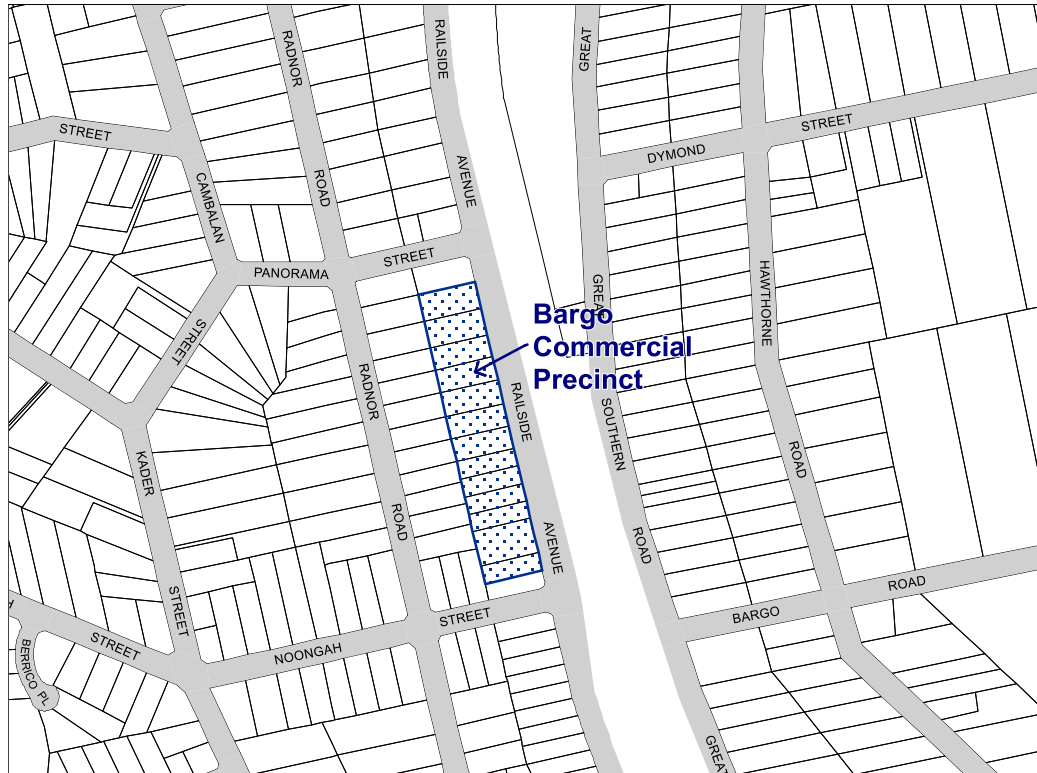 RAILSIDE
GREAT
RADNOR
STREET
STREET
DYMOND
AVENUE
ROAD
CAMBALAN
STREET
PANORAMA
GREAT
HAWTHORNE
Bargo
Commercial
Precinct
STREET
RADNOR
RAILSIDE
SOUTHERN
KADER
ROAD
ROAD
AVENUE
ROAD
ROAD
STREET
STREET
BARGO
STREET
NOONGAH
BERRICO PL
GREAT